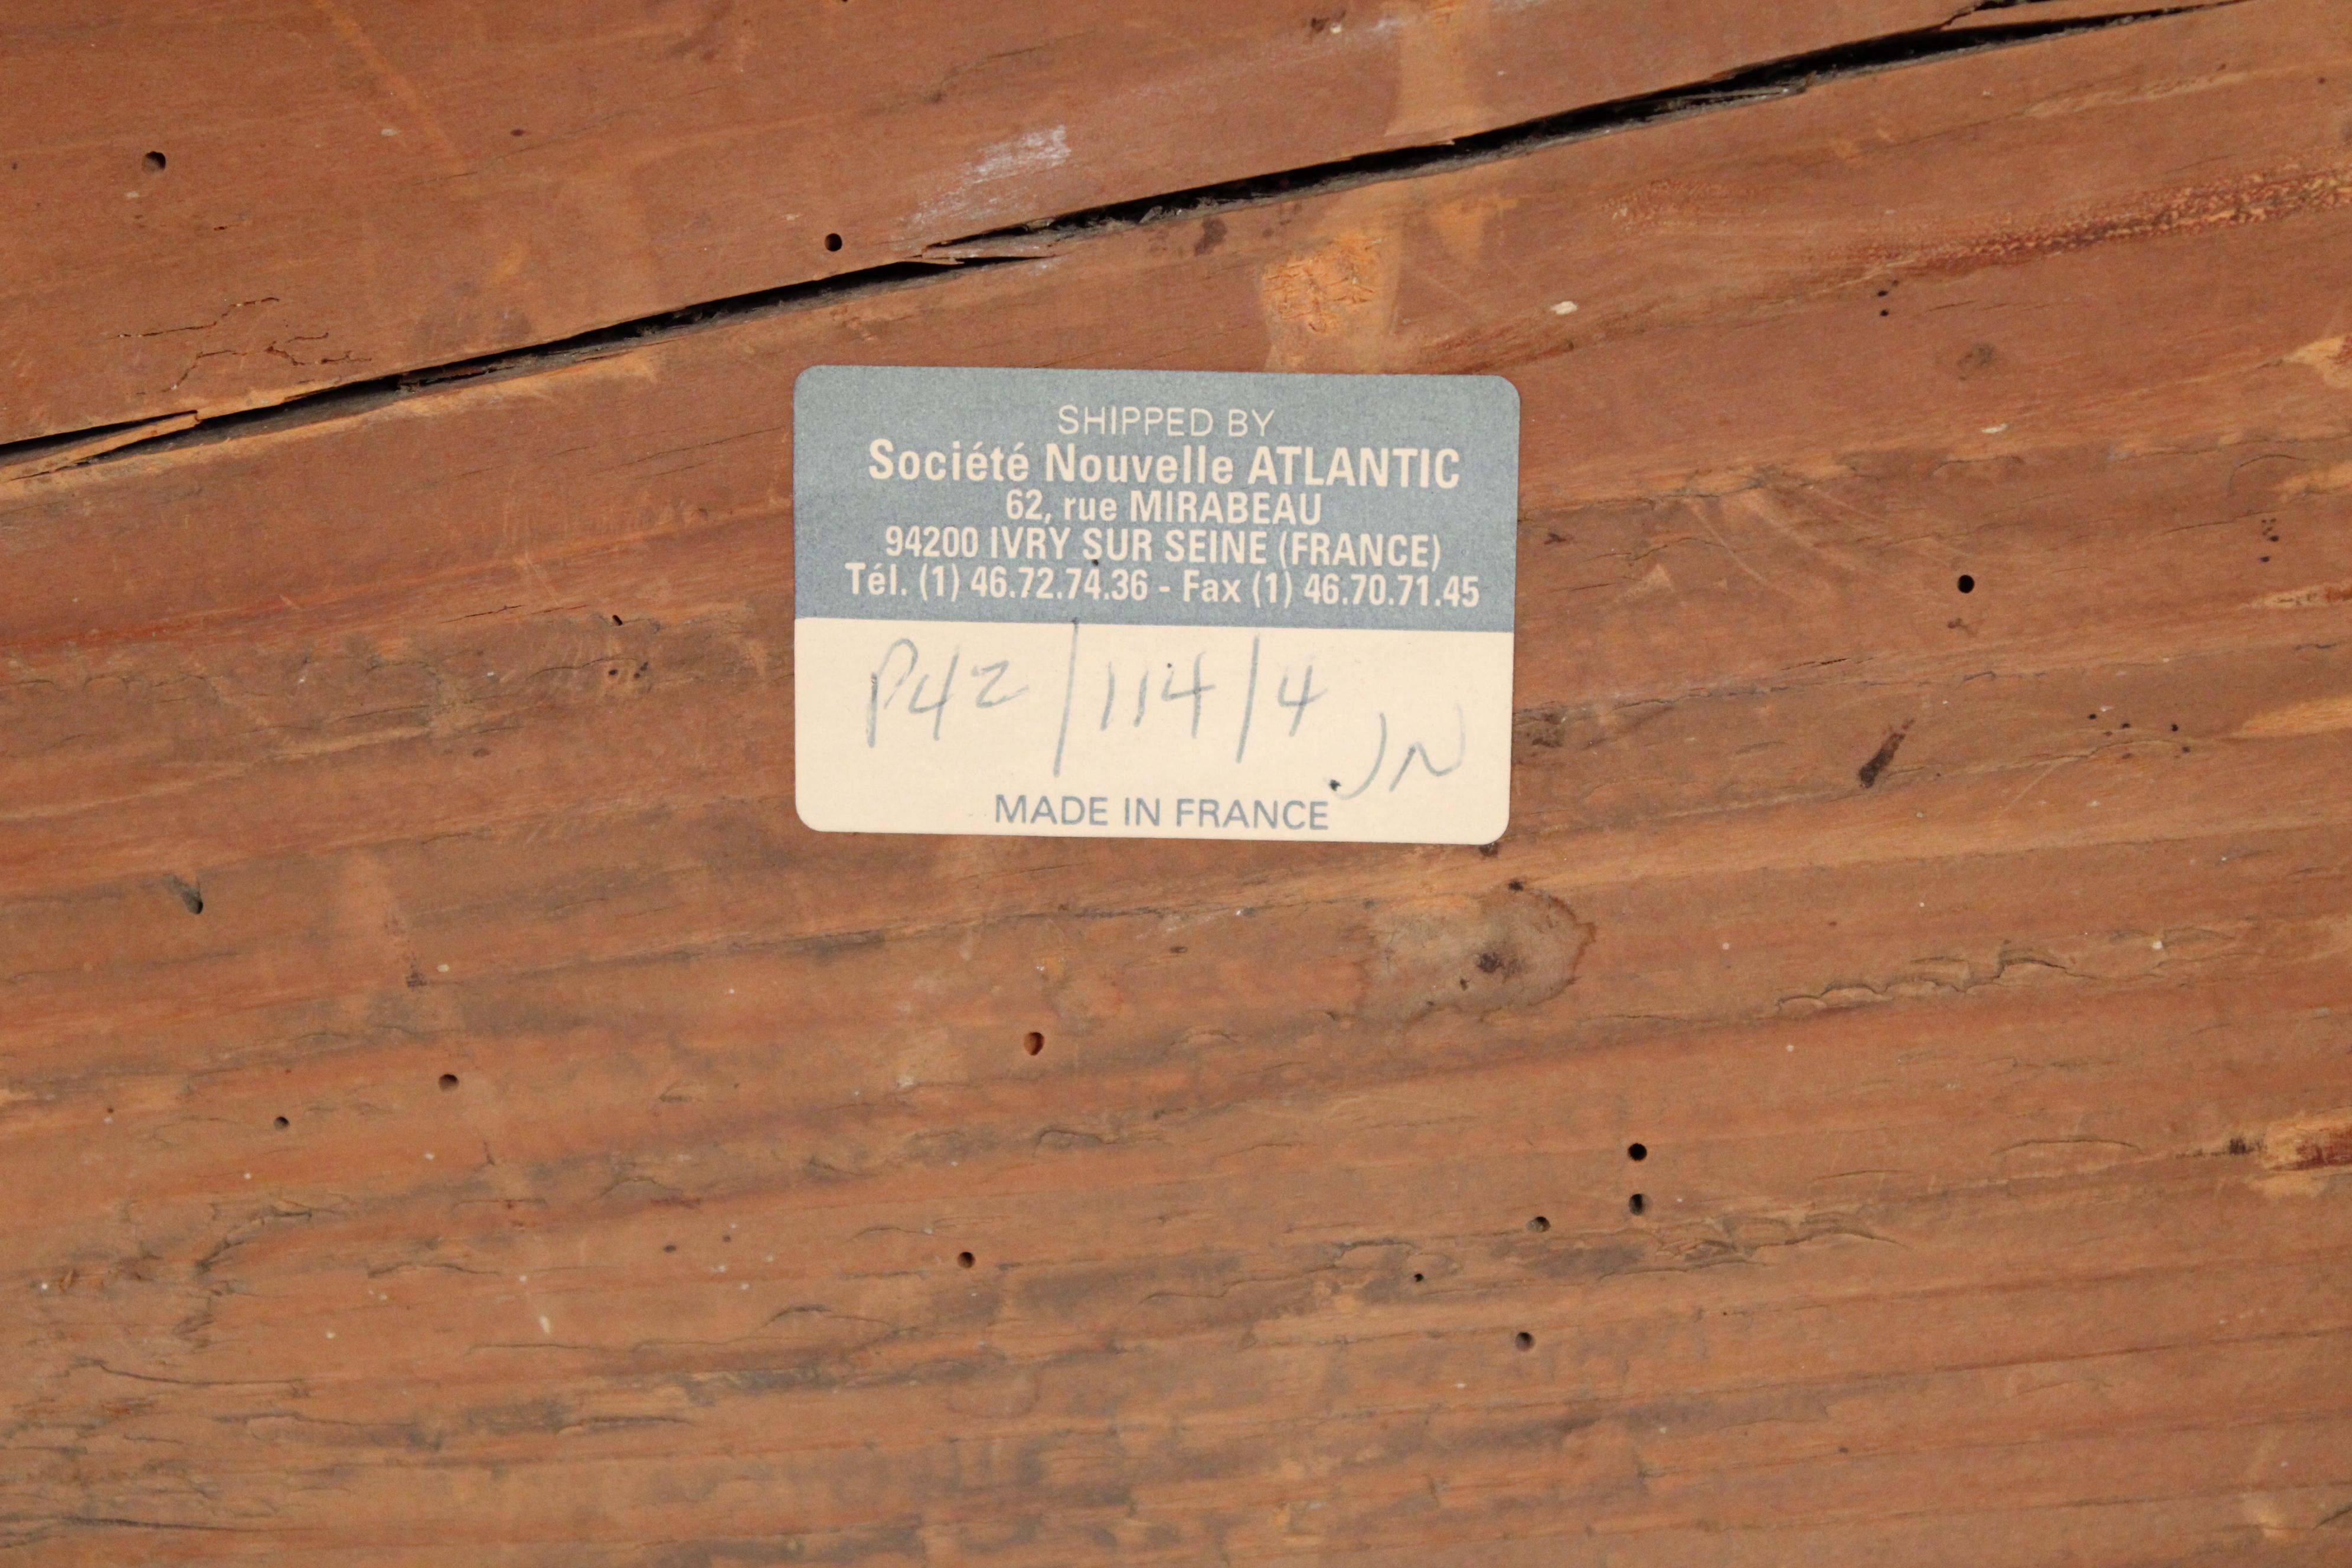 SHIPPED BY
Société Nouvelle ATLANTIC
62, rue MIRABEAU
94200 IVRY SUR SEINE (FRANCE)
Tél. (1) 46.72.74.36 - Fax (1) 46.70.71.45
P42/114/4
JN
MADE IN FRANCE